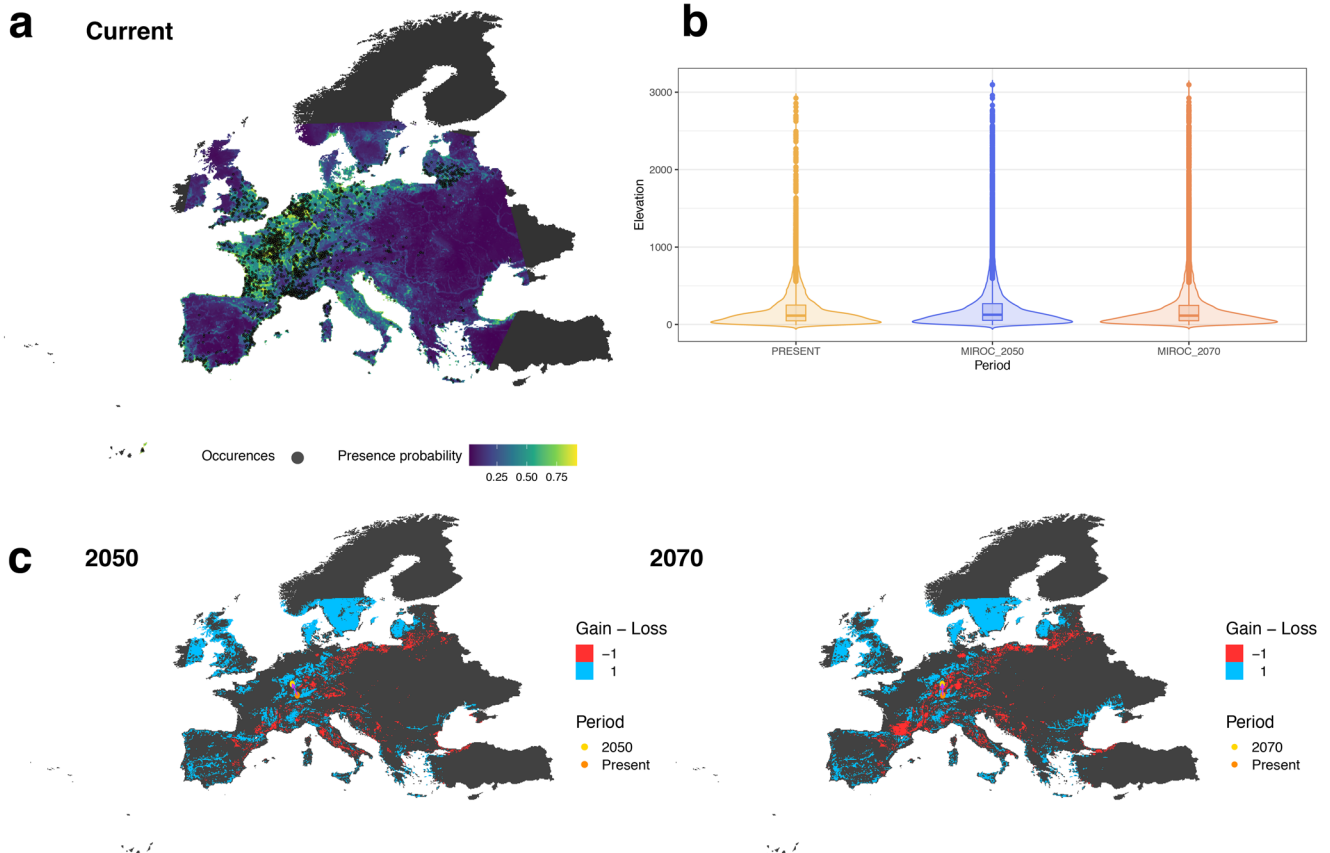 a
Current
b
3000
2000
1000
0
Elevation
PRESENT
MIROC_2050
MIROC_2070
Period
Occurences
Presence probability
0.25 0.50 0.75
c
2050
Gain – Loss
−1
1
Period
2050
Present
2070
Gain – Loss
−1
1
Period
2070
Present